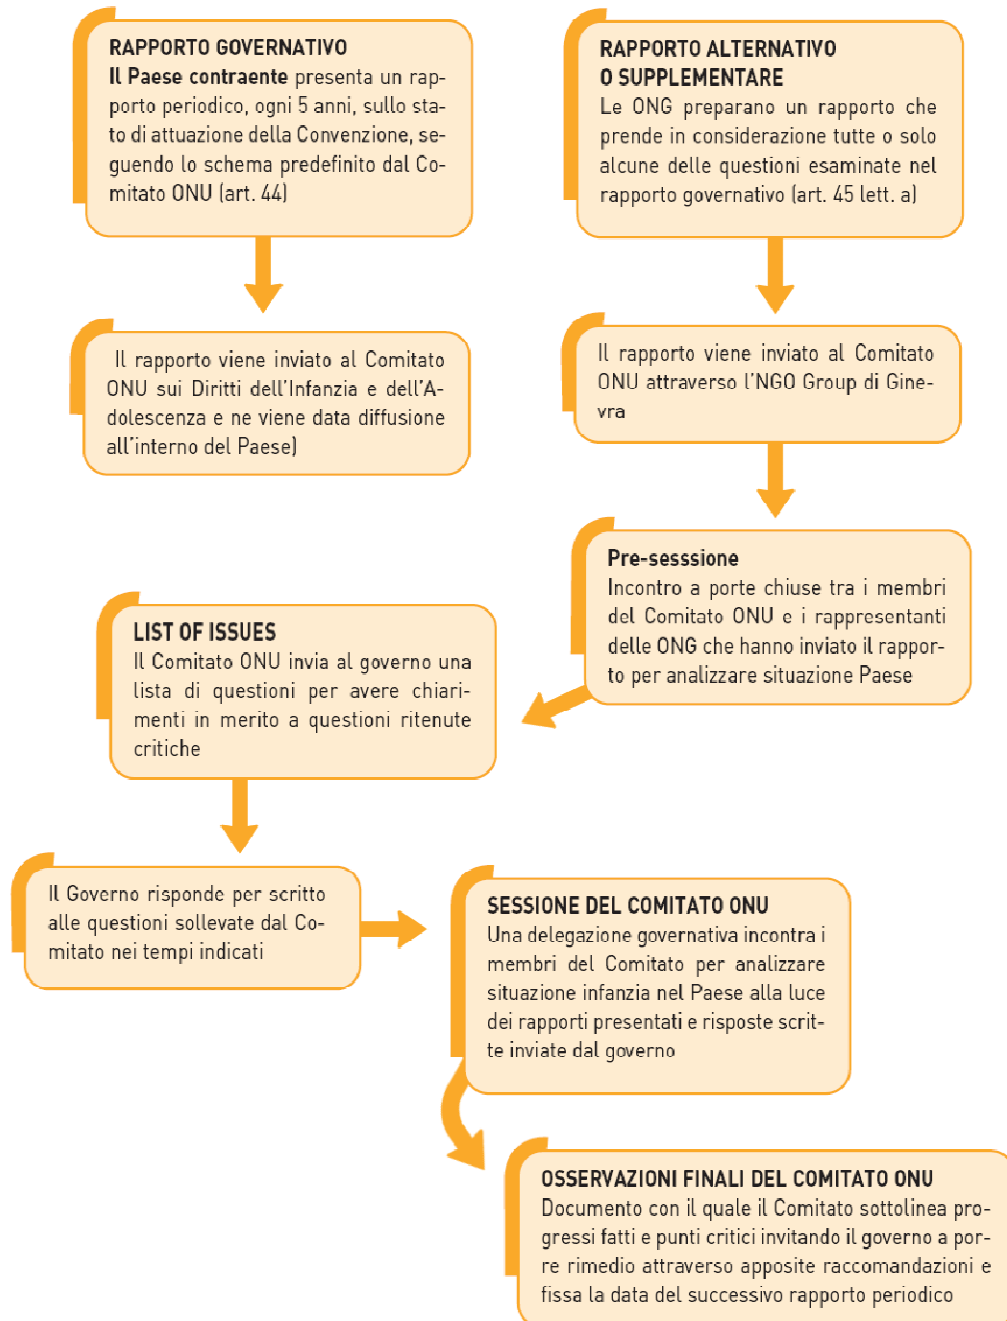 RAPPORTO GOVERNATIVO
Il Paese contraente presenta un rap-
porto periodico, ogni 5 anni, sullo sta-
to di attuazione della Convenzione, se-
guendo lo schema predefinito dal Co-
mitato ONU (art. 44)
RAPPORTO ALTERNATIVO
O SUPPLEMENTARE
Le ONG preparano un rapporto che
prende in considerazione tutte o solo
alcune delle questioni esaminate nel
rapporto governativo (art. 45 lett. a)
Il rapporto viene inviato al Comitato
ONU sui Diritti dell'Infanzia e dell'A-
dolescenza e ne viene data diffusione
all'interno del Paese)
Il rapporto viene inviato al Comitato
ONU attraverso l'NGO Group di Gine-
vra
Pre-sesssione
Incontro a porte chiuse tra i membri
del Comitato ONU e i rappresentanti
delle ONG che hanno inviato il rappor-
to per analizzare situazione Paese
LIST OF ISSUES
Il Comitato ONU invia al governo una
lista di questioni per avere chiari-
menti in merito a questioni ritenute
critiche
Il Governo risponde per scritto
alle questioni sollevate dal Co-
mitato nei tempi indicati
SESSIONE DEL COMITATO ONU
Una delegazione governativa incontra i
membri del Comitato per analizzare
situazione infanzia nel Paese alla luce
dei rapporti presentati e risposte scrit-
te inviate dal governo
OSSERVAZIONI FINALI DEL COMITATO ONU
Documento con il quale il Comitato sottolinea pro-
gressi fatti e punti critici invitando il governo a por-
re rimedio attraverso apposite raccomandazioni e
fissa la data del successivo rapporto periodico